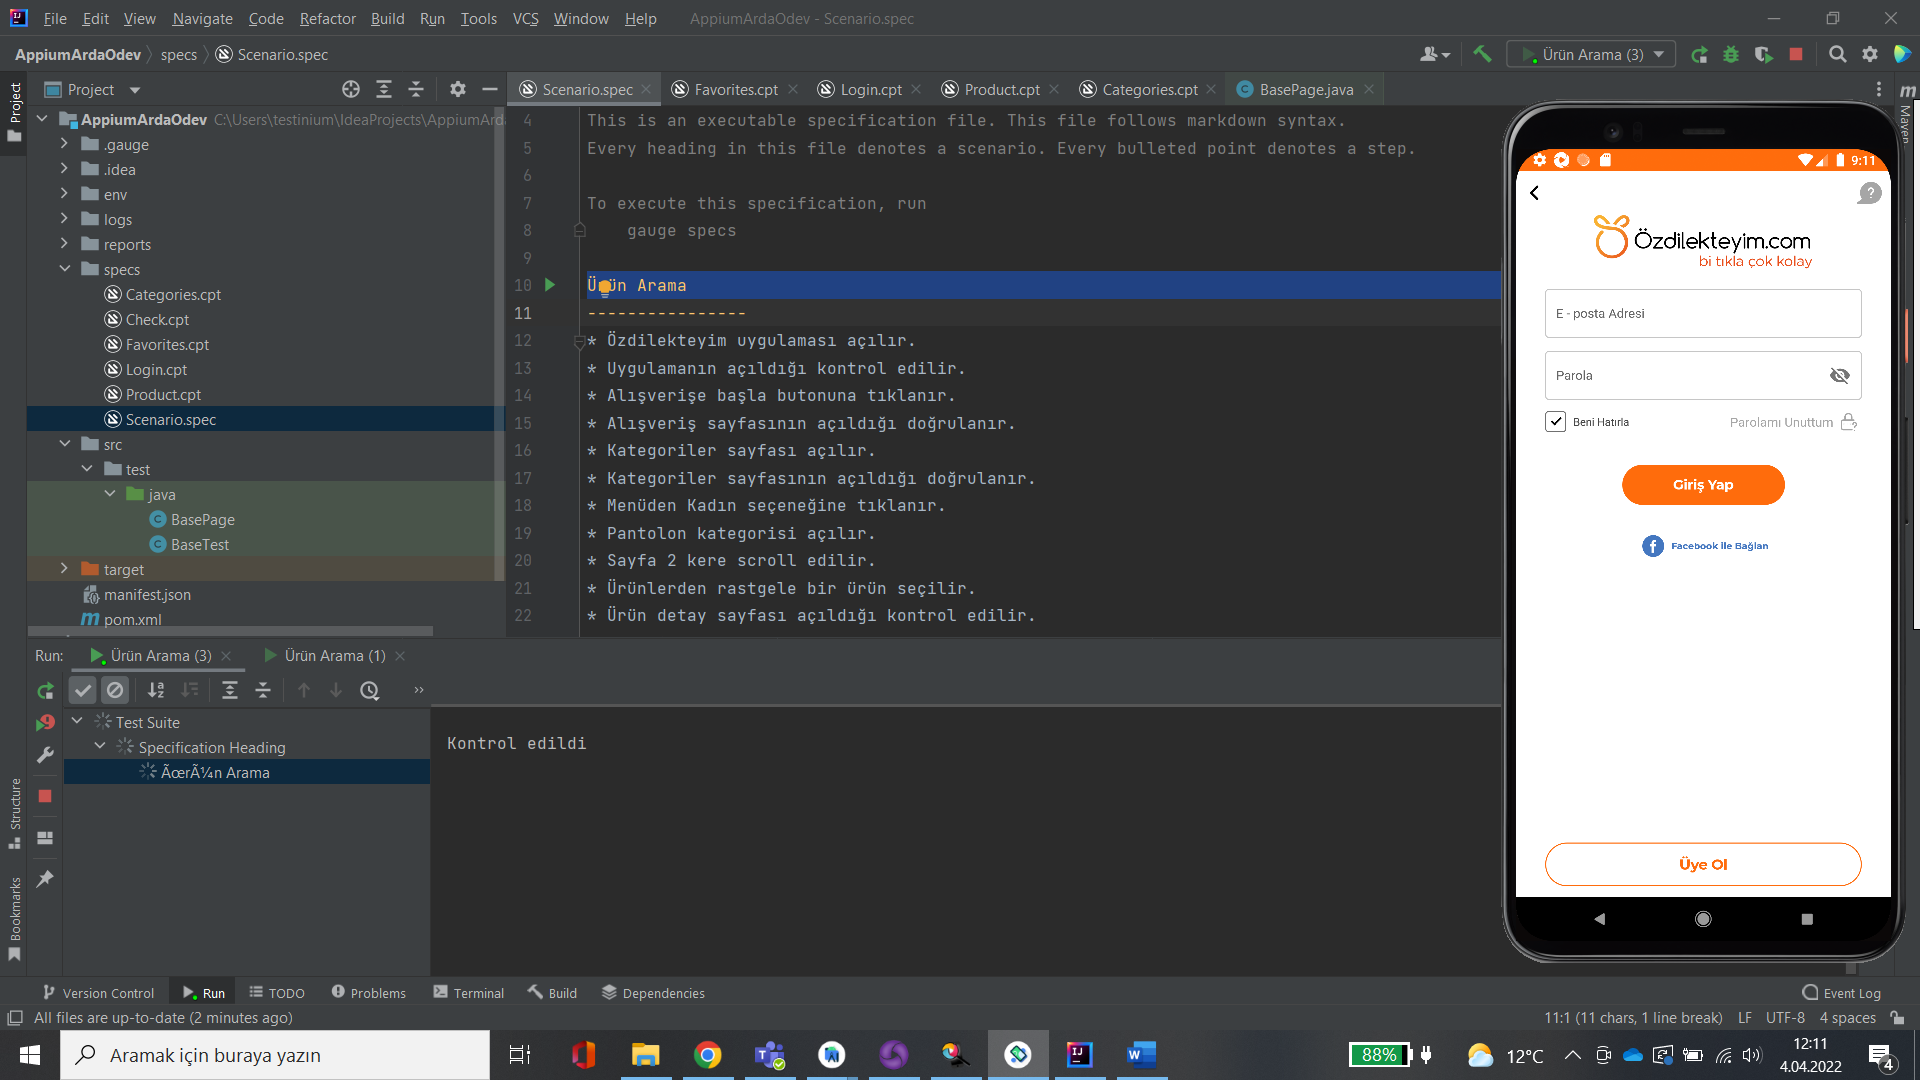 File Edit View Navigate Code Refactor Build Run Tools VCS Window Help AppiumArdaOdev - Scenario.spec
AppiumArdaOdev specs Scenario.spec Ürün Arama (3)
Project
Project
Scenario.spec Favorites.cpt Login.cpt Product.cpt Categories.cpt BasePage.java
Maven
AppiumArdaOdev C:\Users\testinium\IdeaProjects\AppiumArda
.gauge
.idea
env
logs
reports
specs
Categories.cpt
Check.cpt
Favorites.cpt
Login.cpt
Product.cpt
Scenario.spec
src
test
java
BasePage
BaseTest
target
manifest.json
pom.xml
4 This is an executable specification file. This file follows markdown syntax.
5 Every heading in this file denotes a scenario. Every bulleted point denotes a step.
6
7 To execute this specification, run
8 gauge specs
9
10 Ürün Arama
11 ----------------
12 * Özdilekteyim uygulaması açılır.
13 * Uygulamanın açıldığı kontrol edilir.
14 * Alışverişe başla butonuna tıklanır.
15 * Alışveriş sayfasının açıldığı doğrulanır.
16 * Kategoriler sayfası açılır.
17 * Kategoriler sayfasının açıldığı doğrulanır.
18 * Menüden Kadın seçeneğine tıklanır.
19 * Pantolon kategorisi açılır.
20 * Sayfa 2 kere scroll edilir.
21 * Ürünlerden rastgele bir ürün seçilir.
22 * Ürün detay sayfası açıldığı kontrol edilir.
9:11
Özdilekteyim.com
bi tıkla çok kolay
E - posta Adresi
Parola
Beni Hatırla Parolamı Unuttum
Giriş Yap
Facebook ile Bağlan
Üye Ol
Run: Ürün Arama (3) Ürün Arama (1)
Test Suite
Specification Heading
ÃœrÃ¼n Arama
Kontrol edildi
Structure
Bookmarks
Version Control Run TODO Problems Terminal Build Dependencies Event Log
All files are up-to-date (2 minutes ago) 11:1 (11 chars, 1 line break) LF UTF-8 4 spaces
Aramak için buraya yazın
88% 12°C 12:11
4.04.2022
4